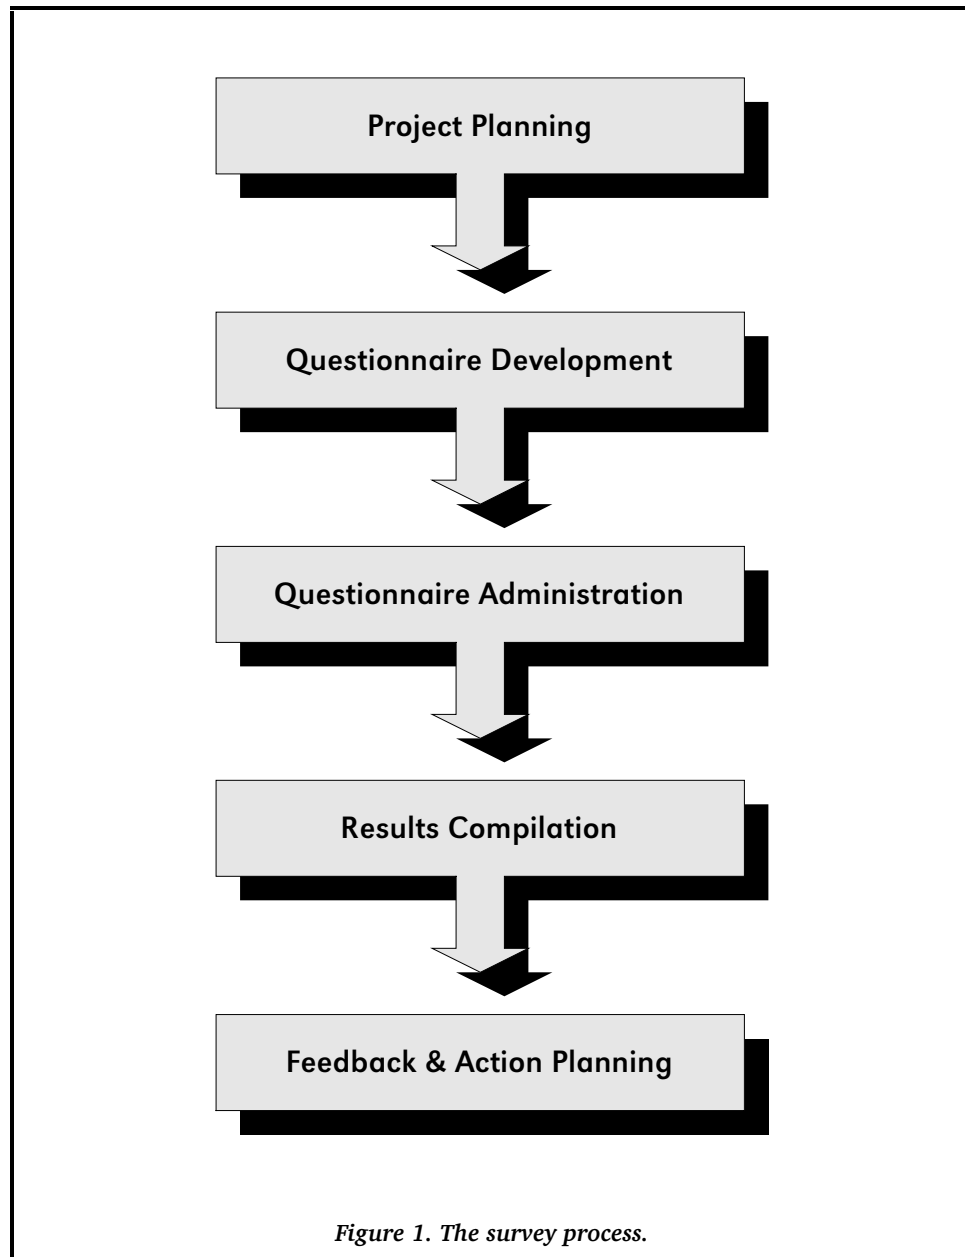 Project Planning
Questionnaire Development
Questionnaire Administration
Results Compilation
Feedback & Action Planning
Figure 1. The survey process.